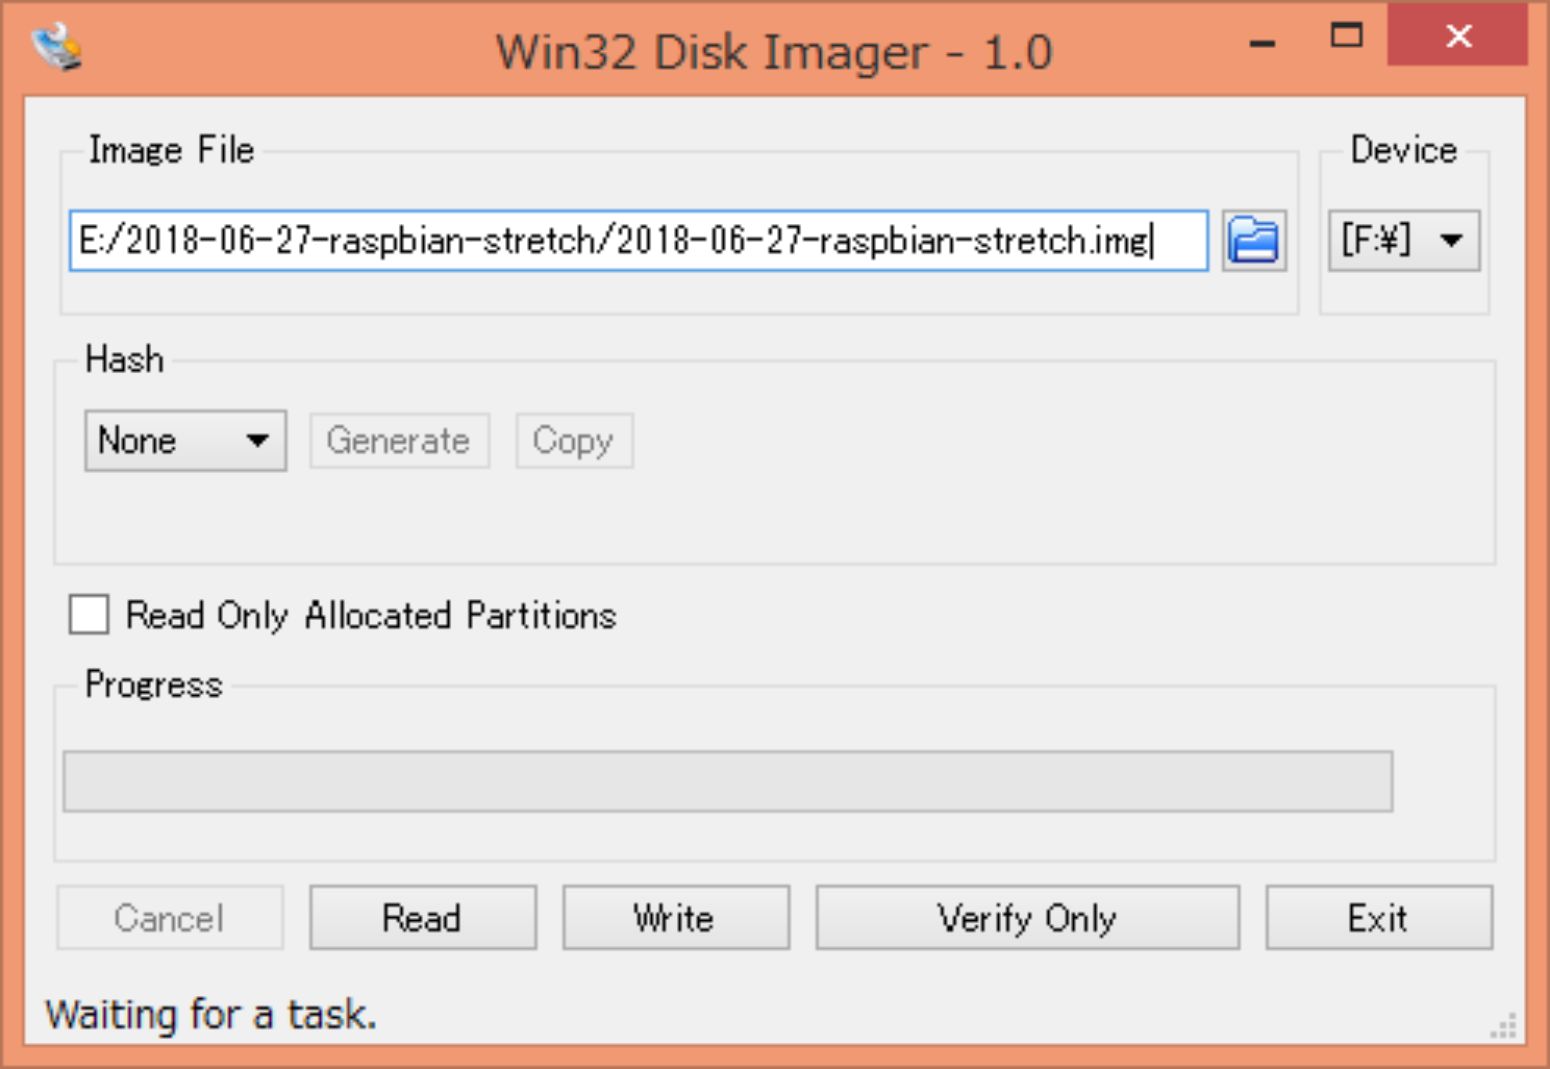 Win32 Disk Imager - 1.0
Image File
Device
E:/2018-06-27-raspbian-stretch/2018-06-27-raspbian-stretch.img
[F:¥]
Hash
None
Generate
Copy
Read Only Allocated Partitions
Progress
Cancel
Read
Write
Verify Only
Exit
Waiting for a task.